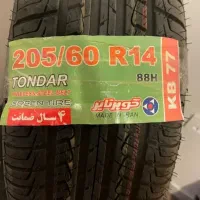 205/60 R14
88H
TONDAR
کویر تایر
MADE IN IRAN
KB 77
۴ سال ضمانت